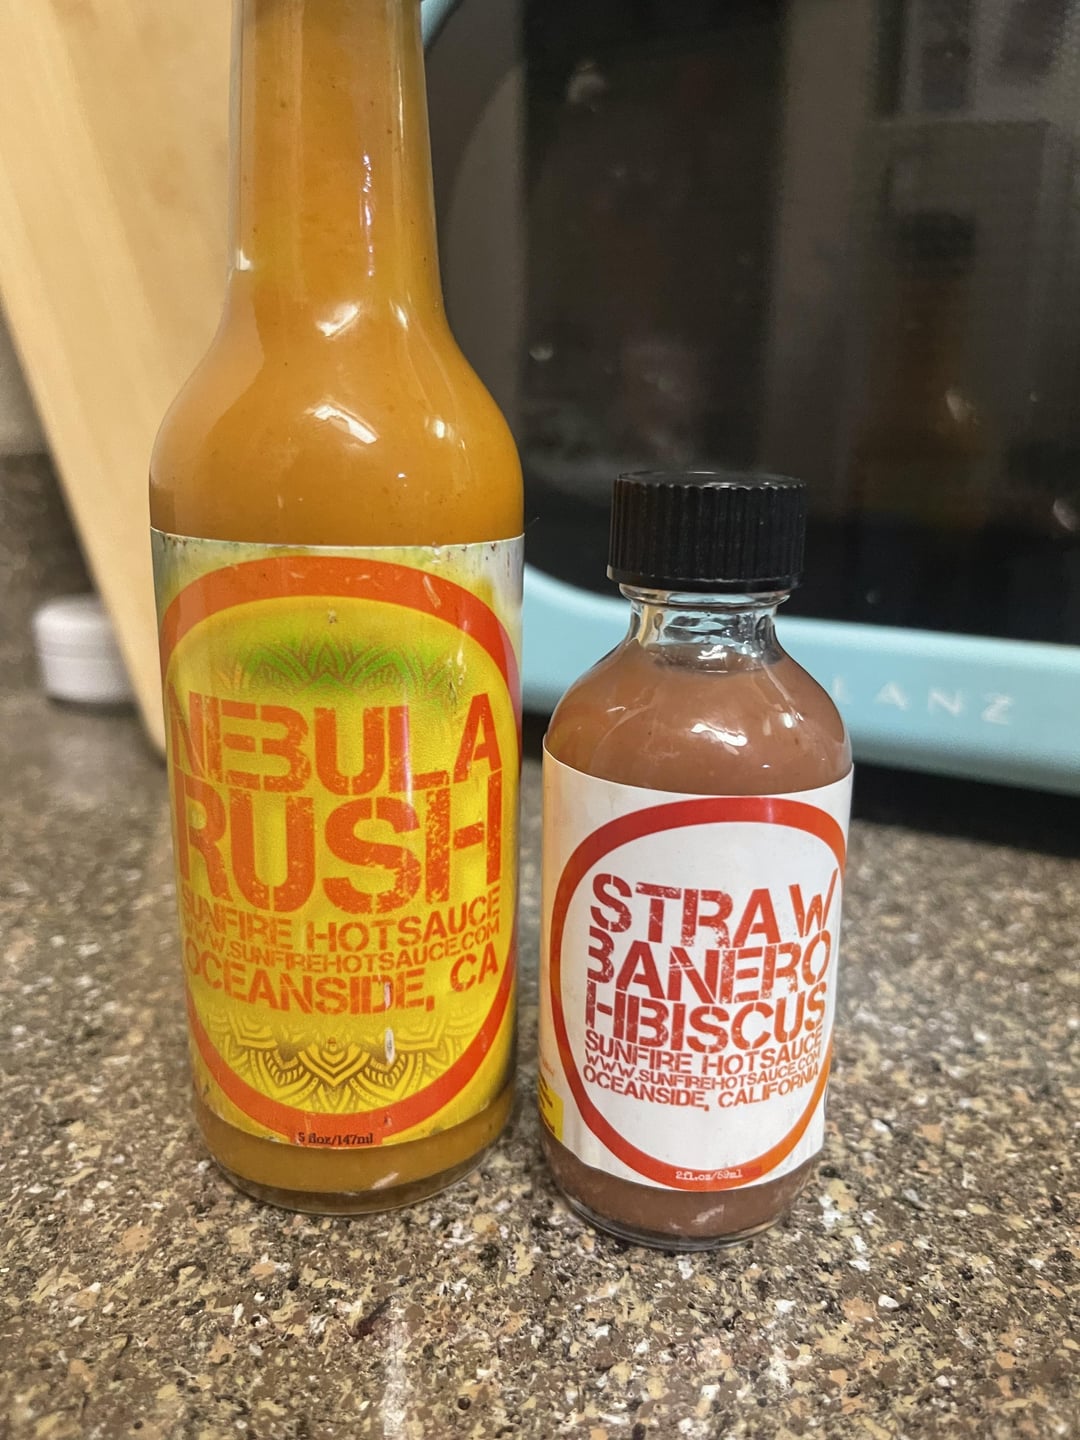 NEBULA
RUSH
SUNFIRE HOTSAUCE
WWW.SUNFIREHOTSAUCE.COM
OCEANSIDE, CA
5 floz/147ml
STRAW
BANERO
HIBISCUS
SUNFIRE HOTSAUCE
WWW.SUNFIREHOTSAUCE.COM
OCEANSIDE, CALIFORNIA
2fl.oz/59ml
LANZ